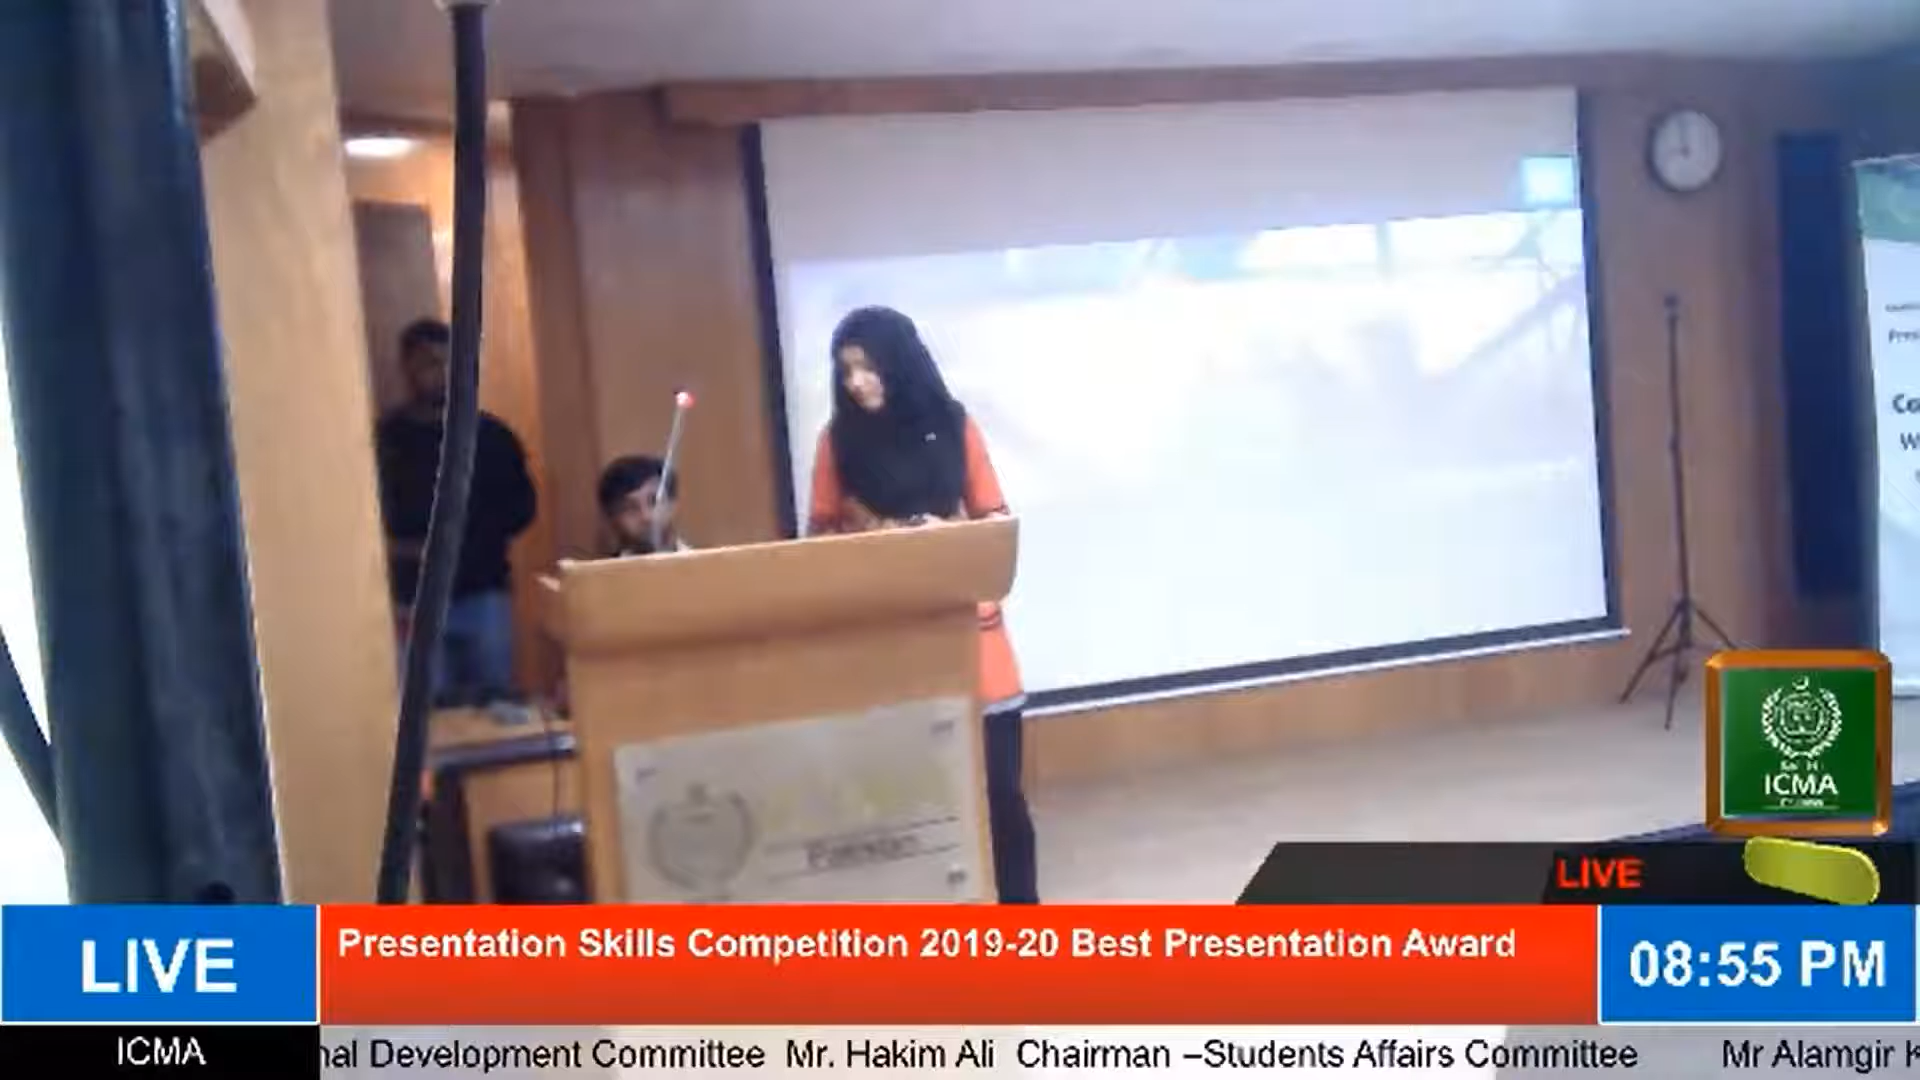 Co
Pakistan
ICMA
LIVE
LIVE
Presentation Skills Competition 2019-20 Best Presentation Award
08:55 PM
ICMA
nal Development Committee Mr. Hakim Ali Chairman –Students Affairs Committee Mr Alamgir K